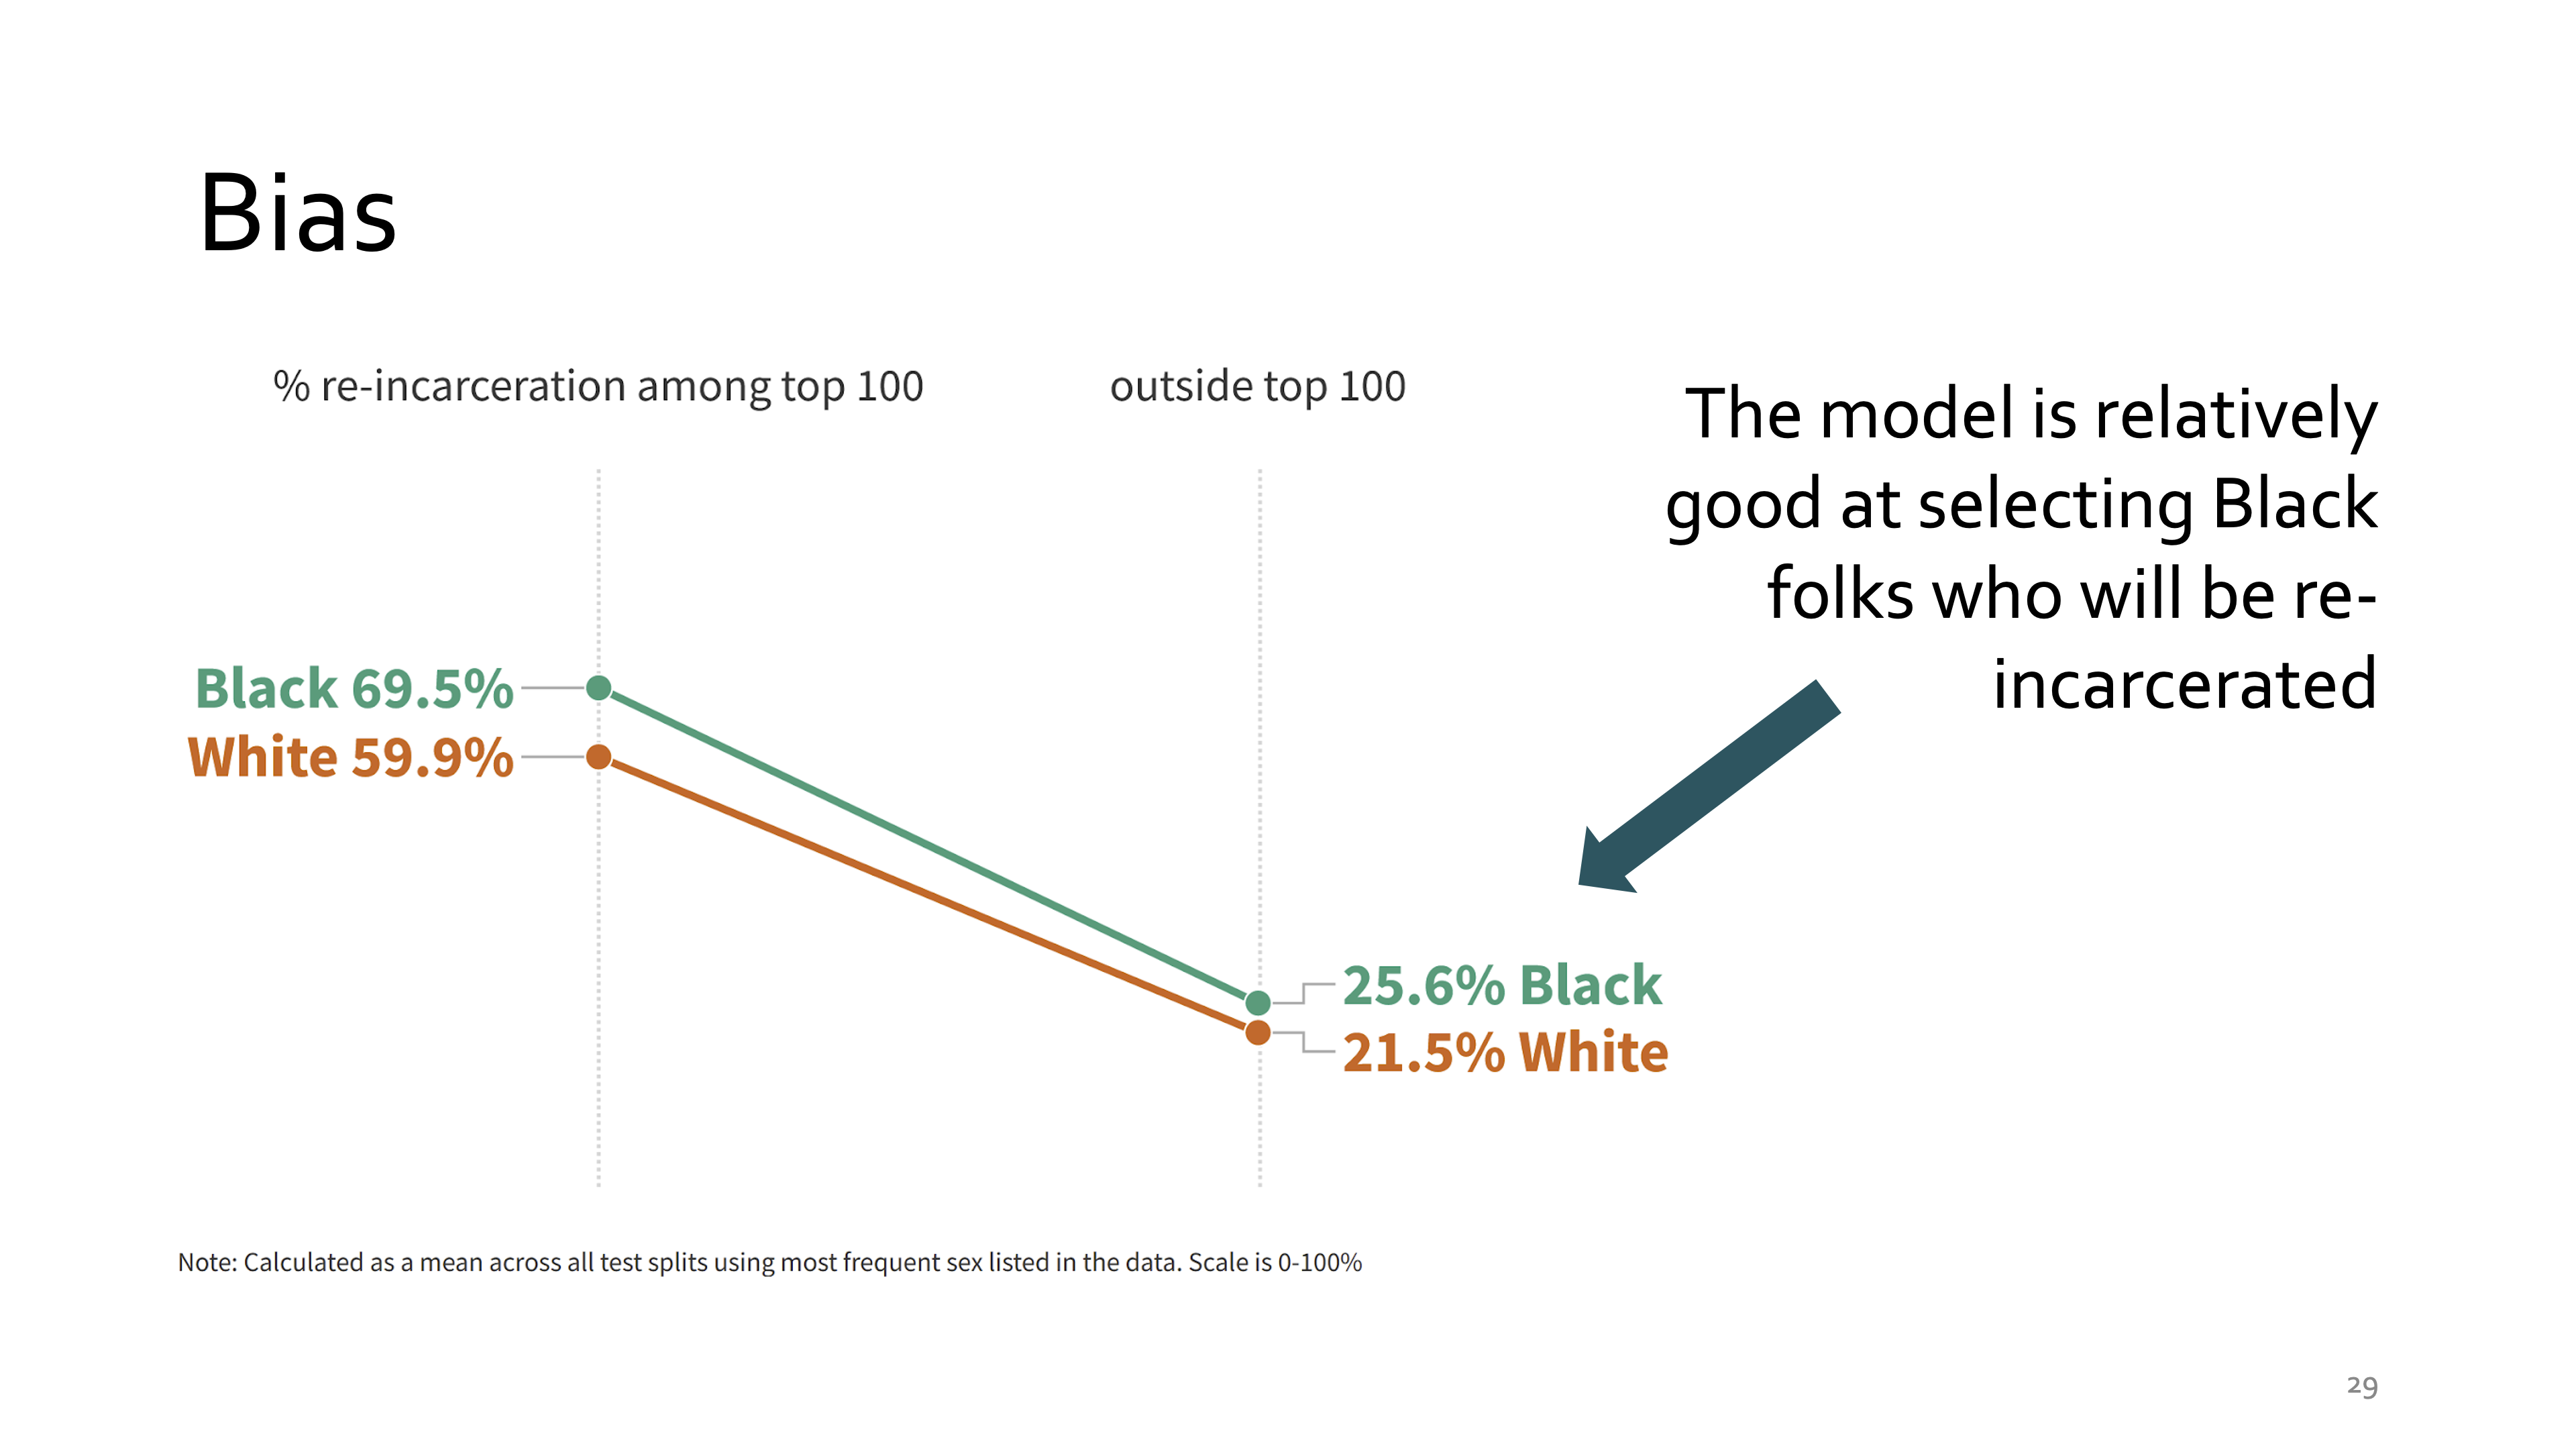 Bias
% re-incarceration among top 100
outside top 100
The model is relatively
good at selecting Black
folks who will be re-
incarcerated
Black 69.5%
White 59.9%
25.6% Black
21.5% White
Note: Calculated as a mean across all test splits using most frequent sex listed in the data. Scale is 0-100%
29